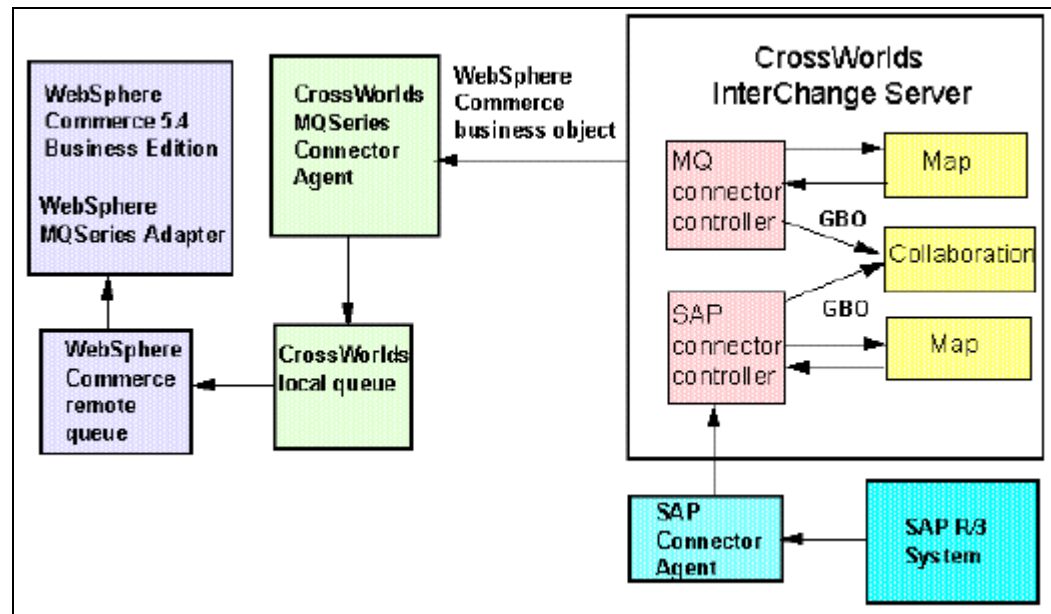 WebSphere
Commerce 5.4
Business Edition
WebSphere
MQSeries Adapter
CrossWorlds
MQSeries
Connector
Agent
WebSphere
Commerce
business object
CrossWorlds
InterChange Server
MQ
connector
controller
Map
GBO
Collaboration
GBO
SAP
connector
controller
Map
WebSphere
Commerce
remote
queue
CrossWorlds
local queue
SAP
Connector
Agent
SAP R/3
System